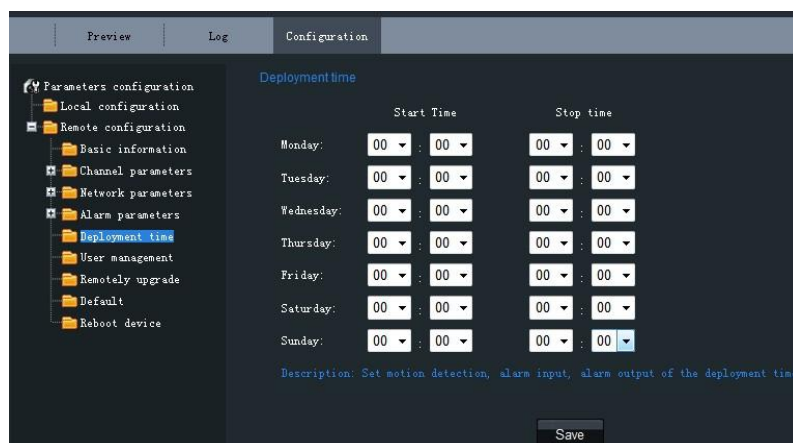 Preview Log Configuration
Parameters configuration
Local configuration
Remote configuration
Basic information
Channel parameters
Network parameters
Alarm parameters
Deployment time
User management
Remotely upgrade
Default
Reboot device
Deployment time
Start Time Stop time
Monday: 00 : 00 00 : 00
Tuesday: 00 : 00 00 : 00
Wednesday: 00 : 00 00 : 00
Thursday: 00 : 00 00 : 00
Friday: 00 : 00 00 : 00
Saturday: 00 : 00 00 : 00
Sunday: 00 : 00 00 : 00
Description: Set motion detection, alarm input, alarm output of the deployment tim
Save